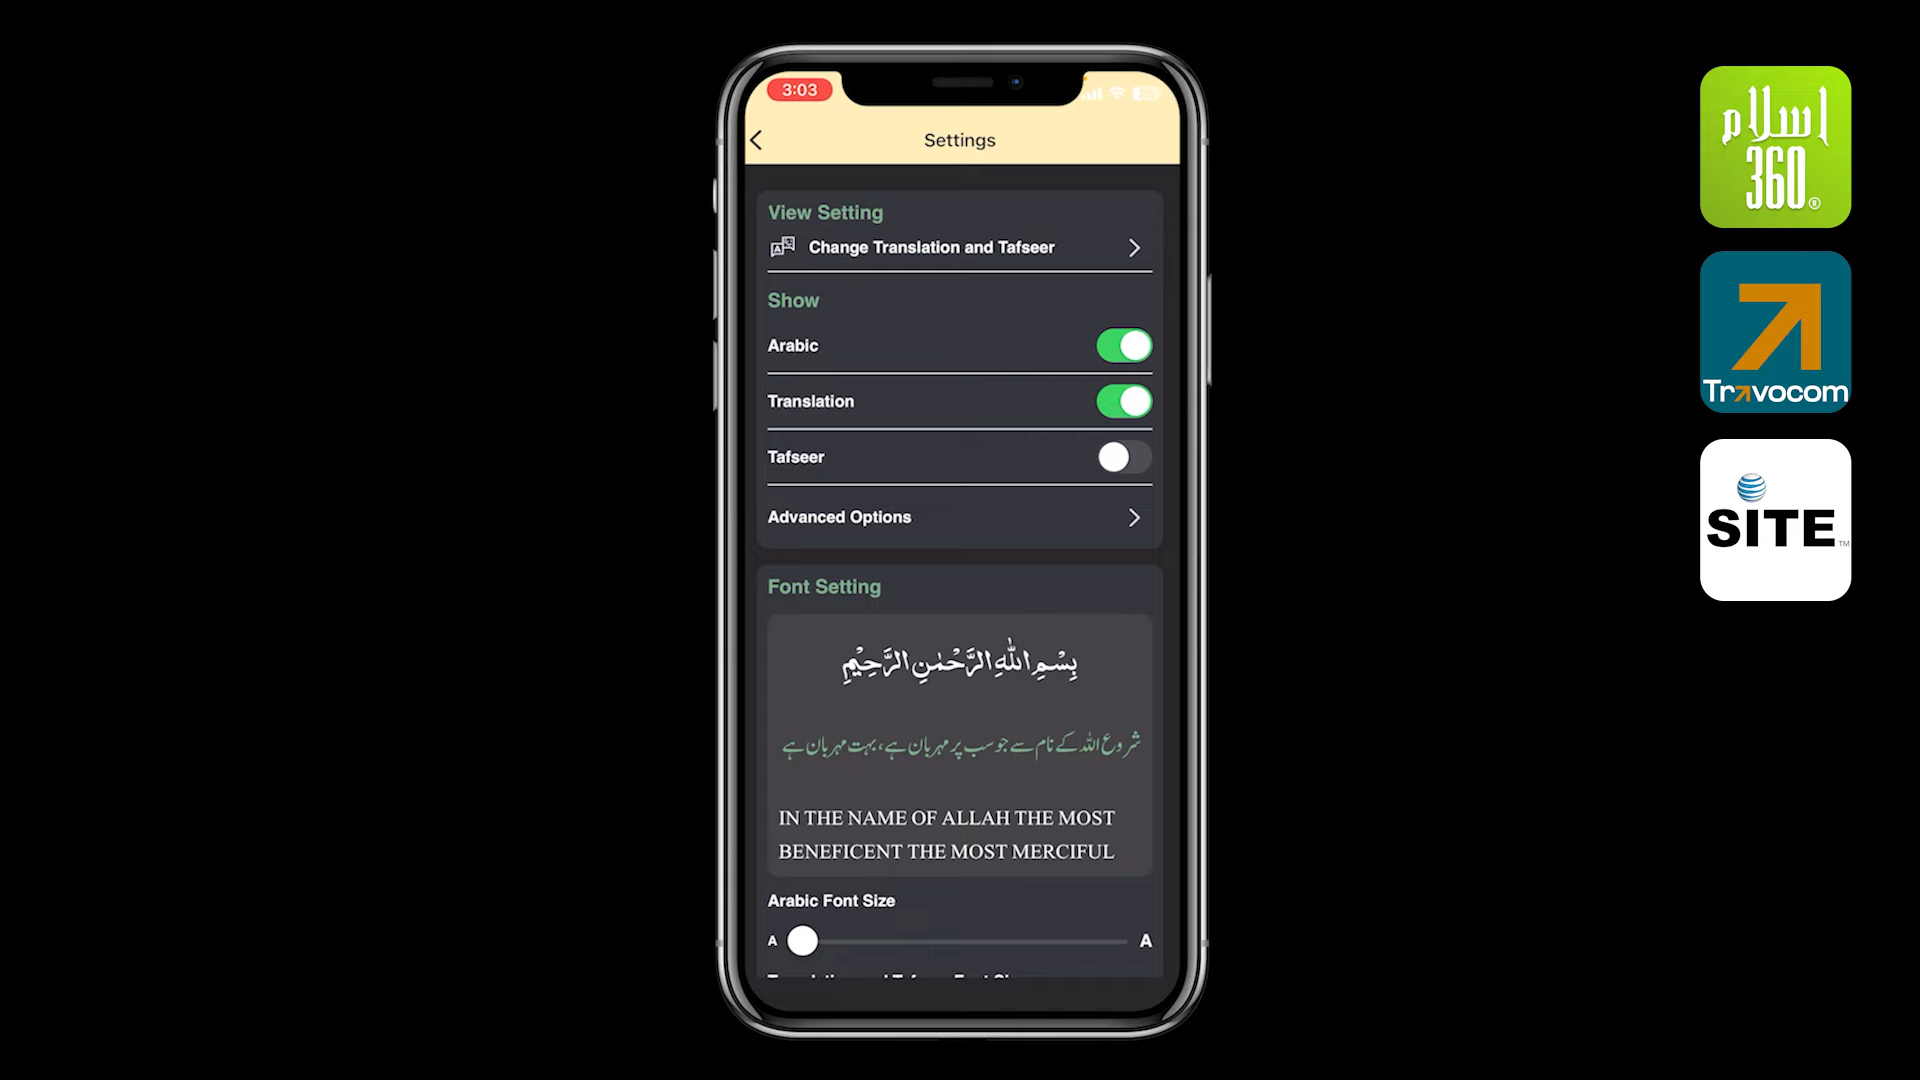 3:03
Settings
View Setting
Change Translation and Tafseer
Show
Arabic
Translation
Tafseer
Advanced Options
Font Setting
بِسْمِ اللّٰهِ الرَّحْمٰنِ الرَّحِيْمِ
شروع اللہ کے نام سے جو سب پر مہربان ہے، بہت مہربان ہے
IN THE NAME OF ALLAH THE MOST
BENEFICENT THE MOST MERCIFUL
Arabic Font Size
A A
اسلام
360®
Travocom
SITE™